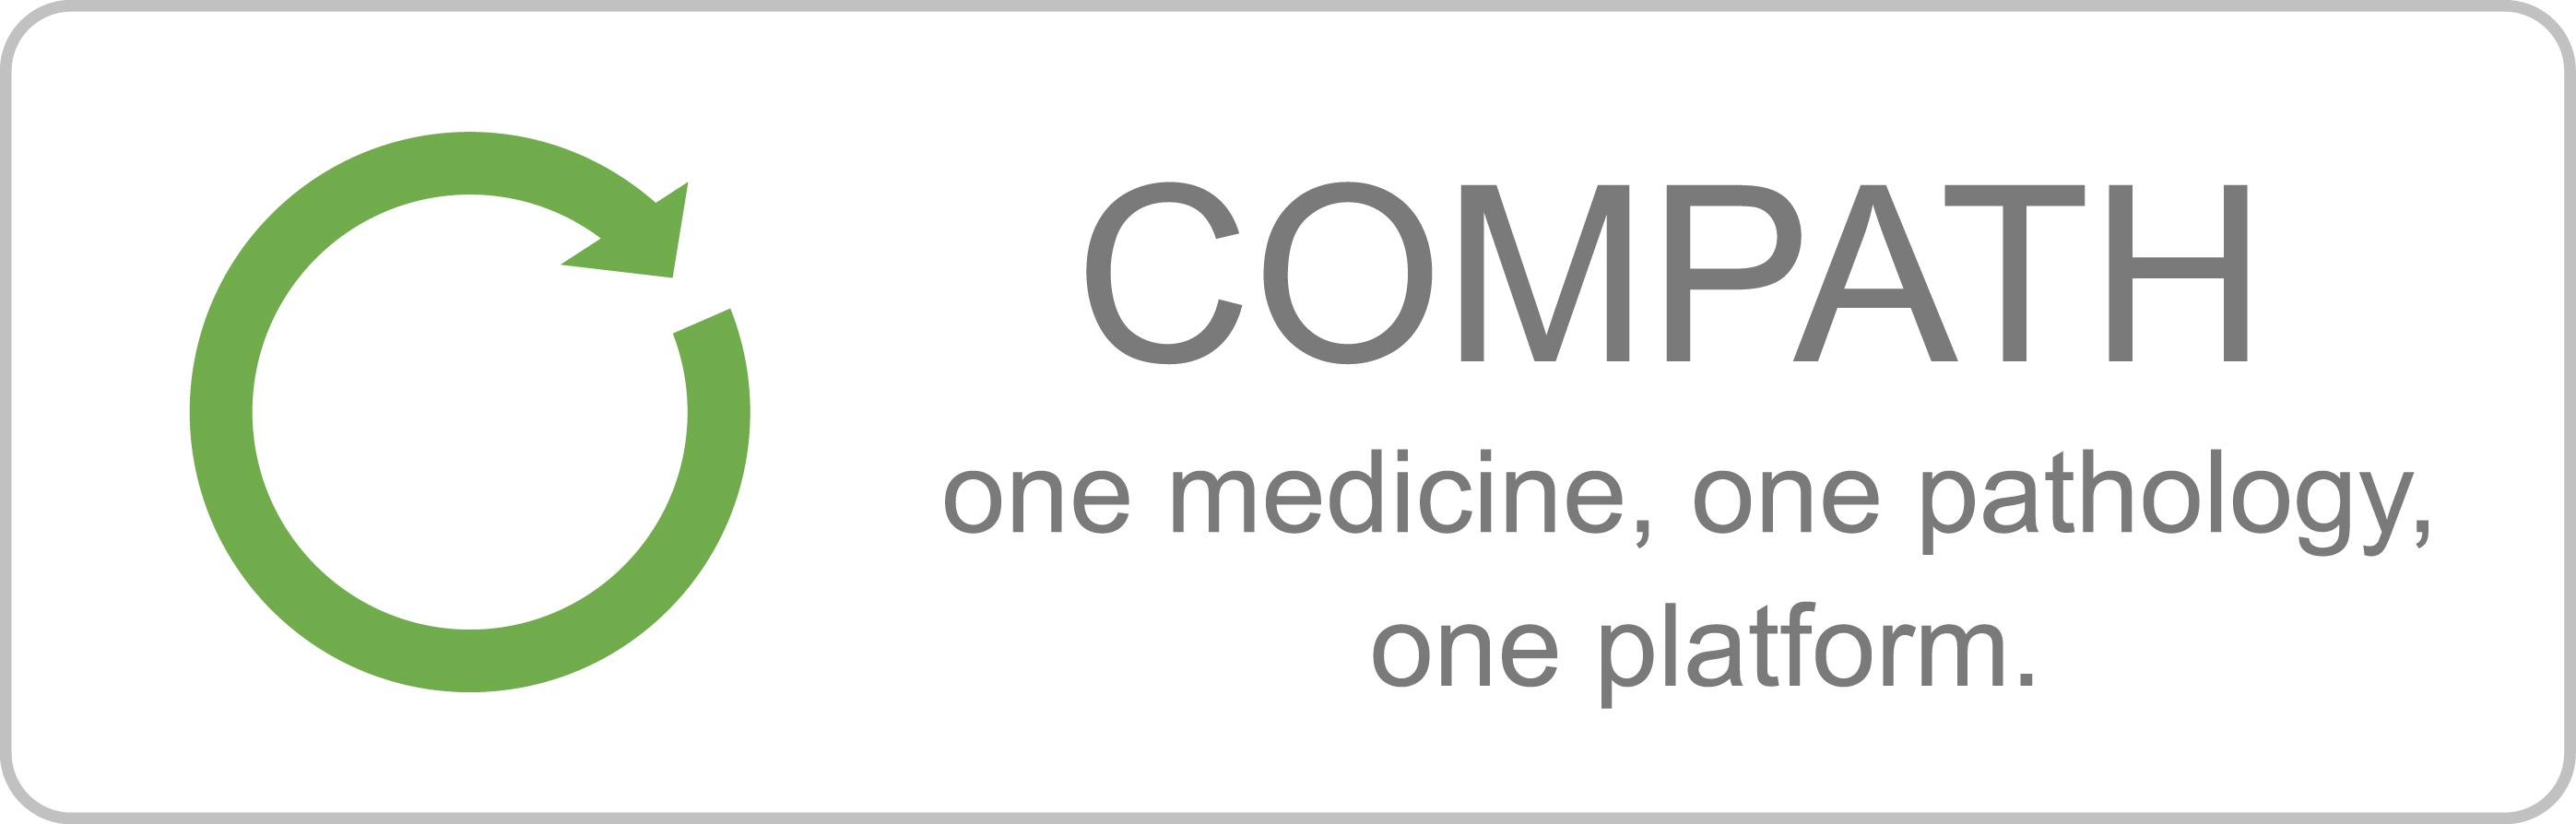 COMPATH
one medicine, one pathology,
one platform.